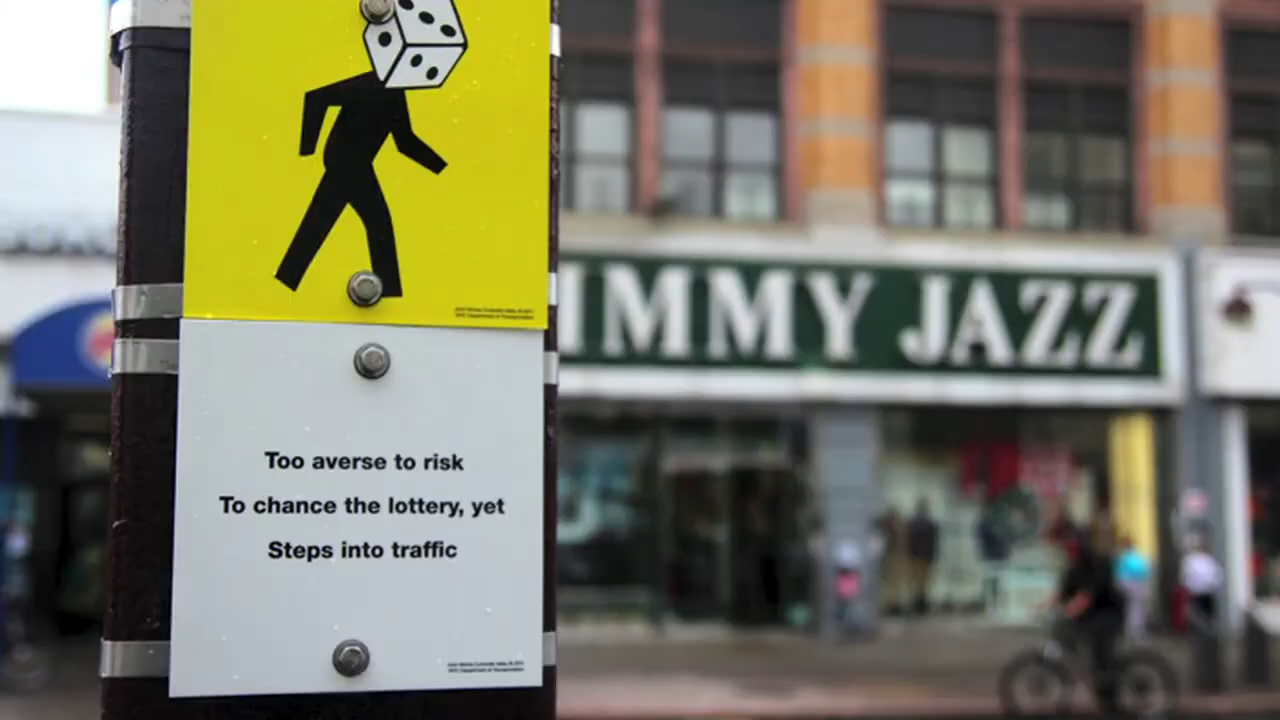 Too averse to risk
To chance the lottery, yet
Steps into traffic
IMMY JAZZ